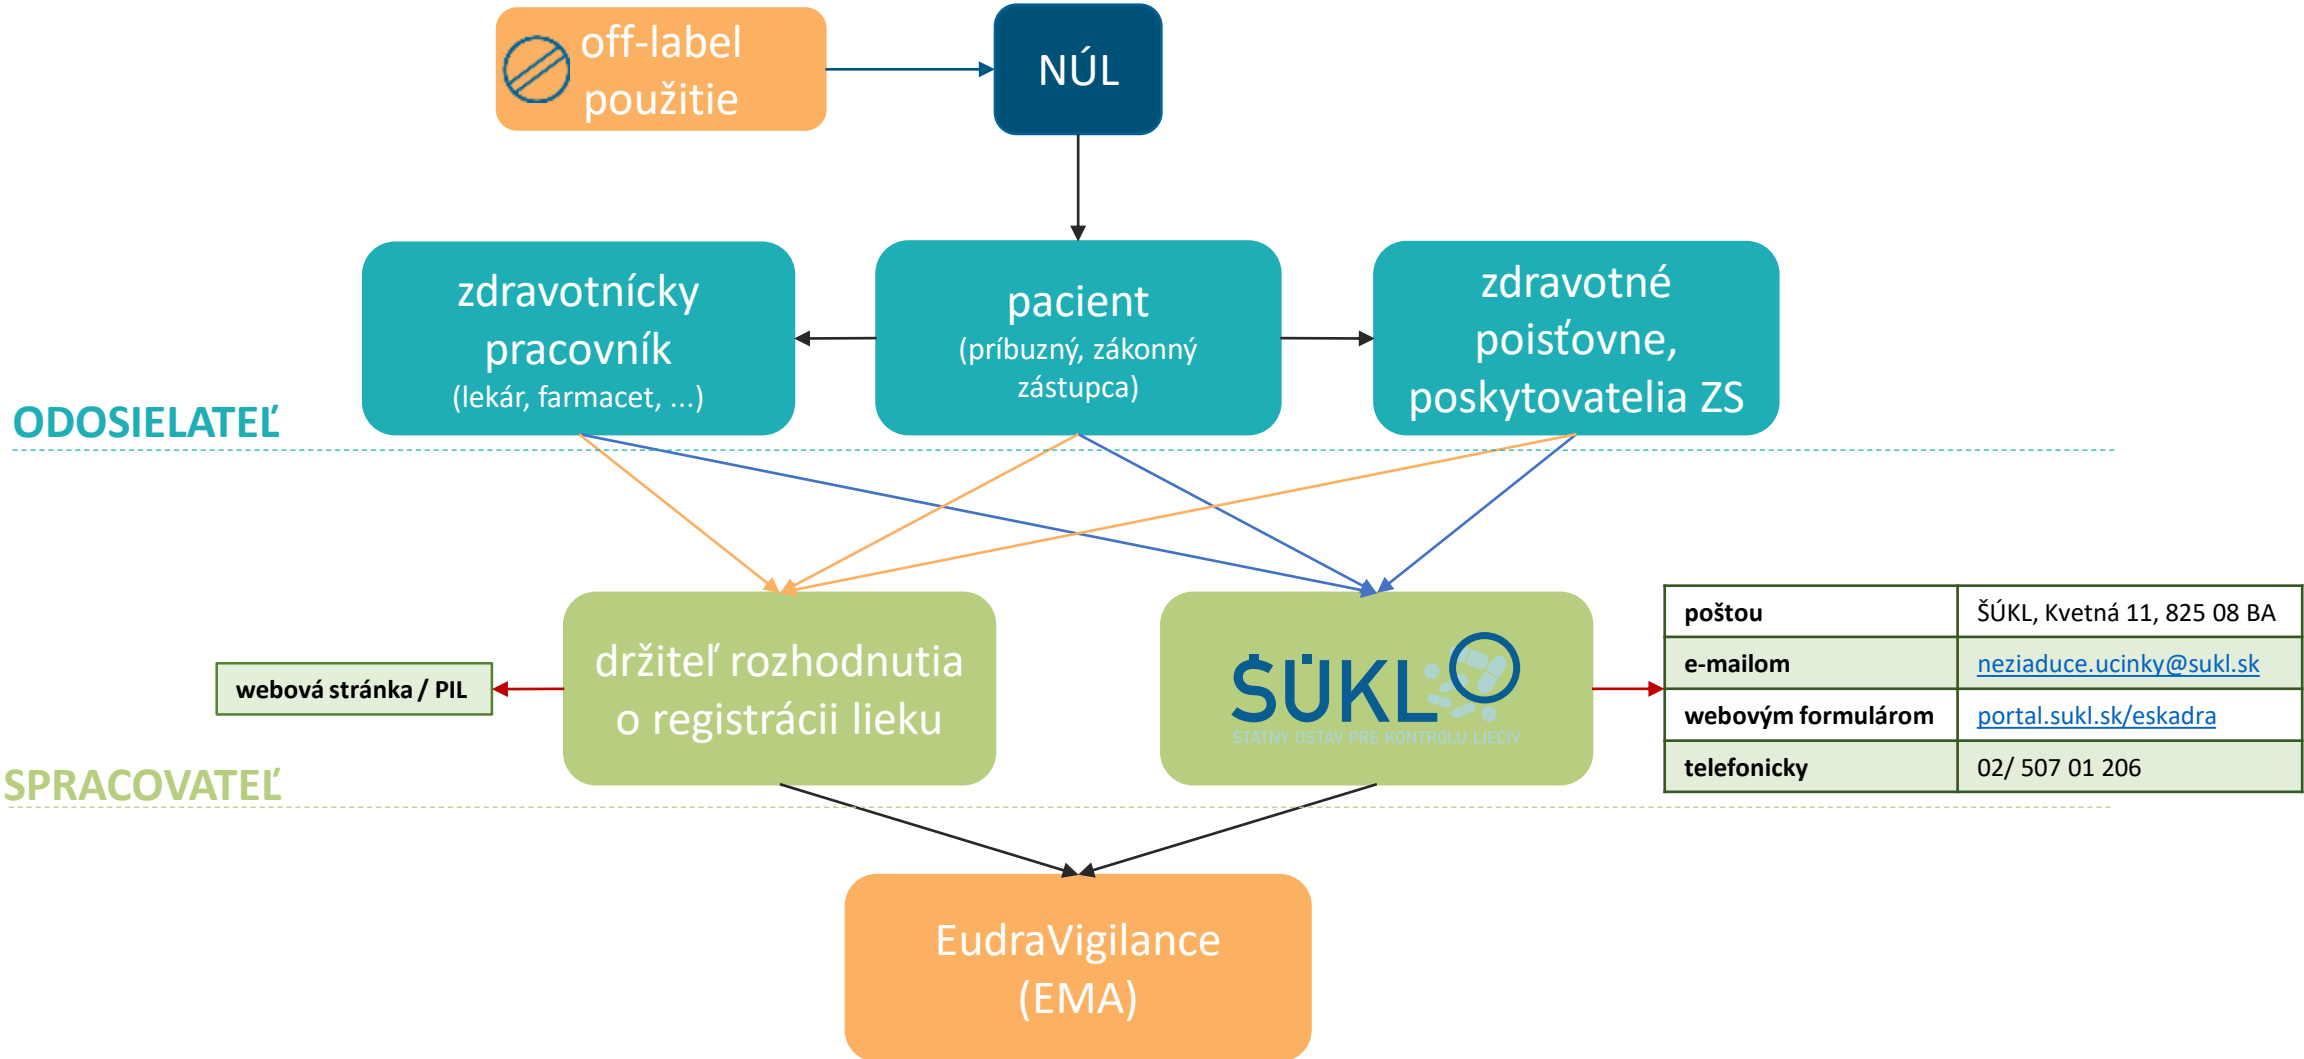 off-label
použitie
NÚL
zdravotnícky
pracovník
(lekár, farmacet, ...)
pacient
(príbuzný, zákonný
zástupca)
zdravotné
poisťovne,
poskytovatelia ZS
ODOSIELATEĽ
webová stránka / PIL
držiteľ rozhodnutia
o registrácii lieku
ŠÚKL
ŠTÁTNY ÚSTAV PRE KONTROLU LIEČIV
poštou ŠÚKL, Kvetná 11, 825 08 BA
e-mailom neziaduce.ucinky@sukl.sk
webovým formulárom portal.sukl.sk/eskadra
telefonicky 02/ 507 01 206
SPRACOVATEĽ
EudraVigilance
(EMA)